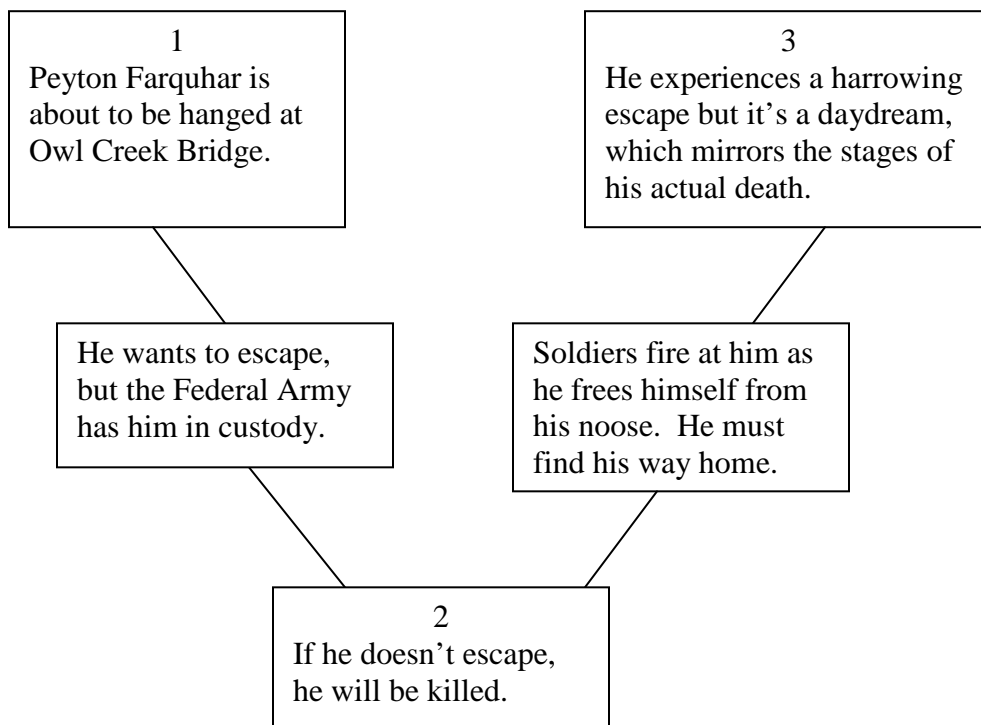 1
Peyton Farquhar is
about to be hanged at
Owl Creek Bridge.
He wants to escape,
but the Federal Army
has him in custody.
2
If he doesn’t escape,
he will be killed.
Soldiers fire at him as
he frees himself from
his noose.  He must
find his way home.
3
He experiences a harrowing
escape but it’s a daydream,
which mirrors the stages of
his actual death.